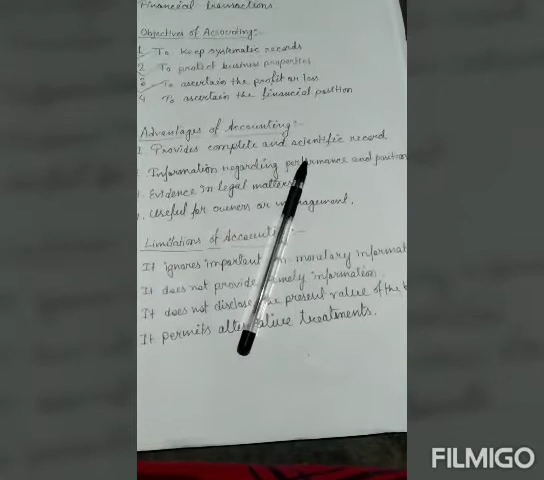 Financial transactions
Objectives of Accounting:-
1. To keep systematic records
2. To protect business properties
3. To ascertain the profit or loss
4. To ascertain the financial position
Advantages of Accounting:-
1. Provides complete and scientific record
Information regarding performance and position
Evidence in legal matters
Useful for owners or management.
Limitations of Accounting:-
It ignores important non monetary informat
It does not provide timely information
It does not disclose the present value of the b
It permits alternative treatments.
FILMIGO